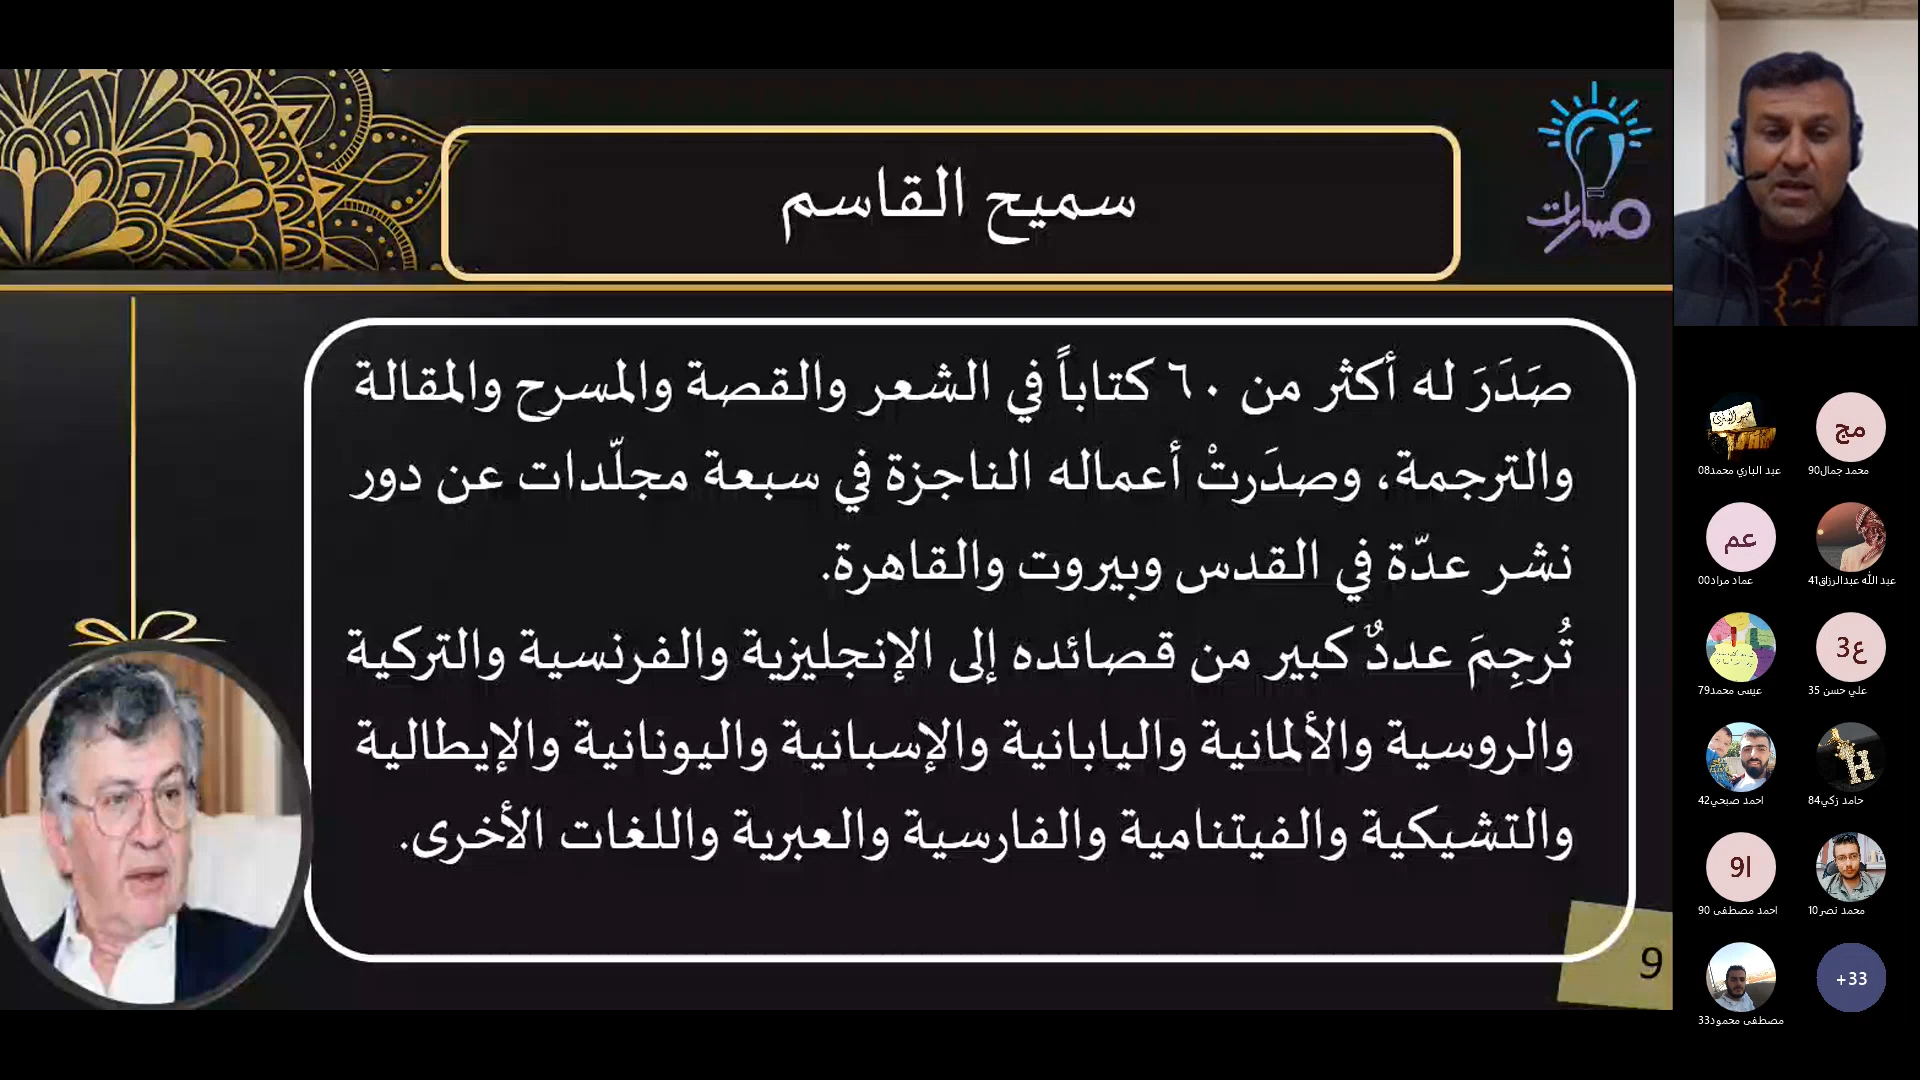 سميح القاسم
مسارات
صَدَرَ له أكثر من ٦٠ كتاباً في الشعر والقصة والمسرح والمقالة
والترجمة، وصدَرتْ أعماله الناجزة في سبعة مجلّدات عن دور
نشر عدّة في القدس وبيروت والقاهرة.
تُرجِمَ عددٌ كبير من قصائده إلى الإنجليزية والفرنسية والتركية
والروسية والألمانية واليابانية والإسبانية واليونانية والإيطالية
والتشيكية والفيتنامية والفارسية والعبرية واللغات الأخرى.
9
مج
محمد جمال90
عبد الباري محمد08
عم
عماد مراد00
عبد الله عبدالرزاق41
عيسى محمد79
ع3
علي حسن 35
احمد صبحي42
H
حامد زكي84
ا9
احمد مصطفى 90
محمد نصر10
مصطفى محمود33
+33